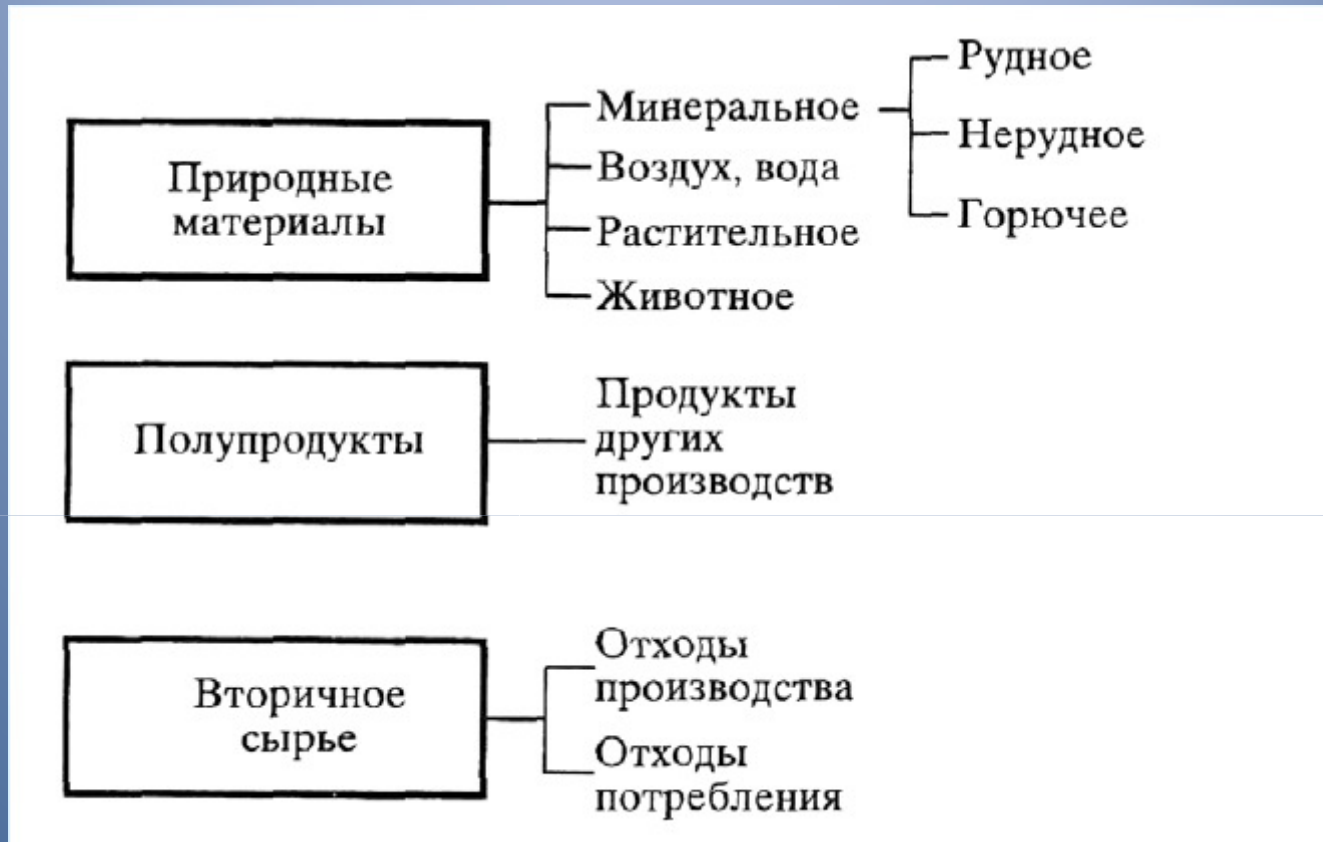 Природные
материалы
Минеральное
Воздух, вода
Растительное
Животное
Рудное
Нерудное
Горючее
Полупродукты
Продукты
других
производств
Вторичное
сырье
Отходы
производства
Отходы
потребления